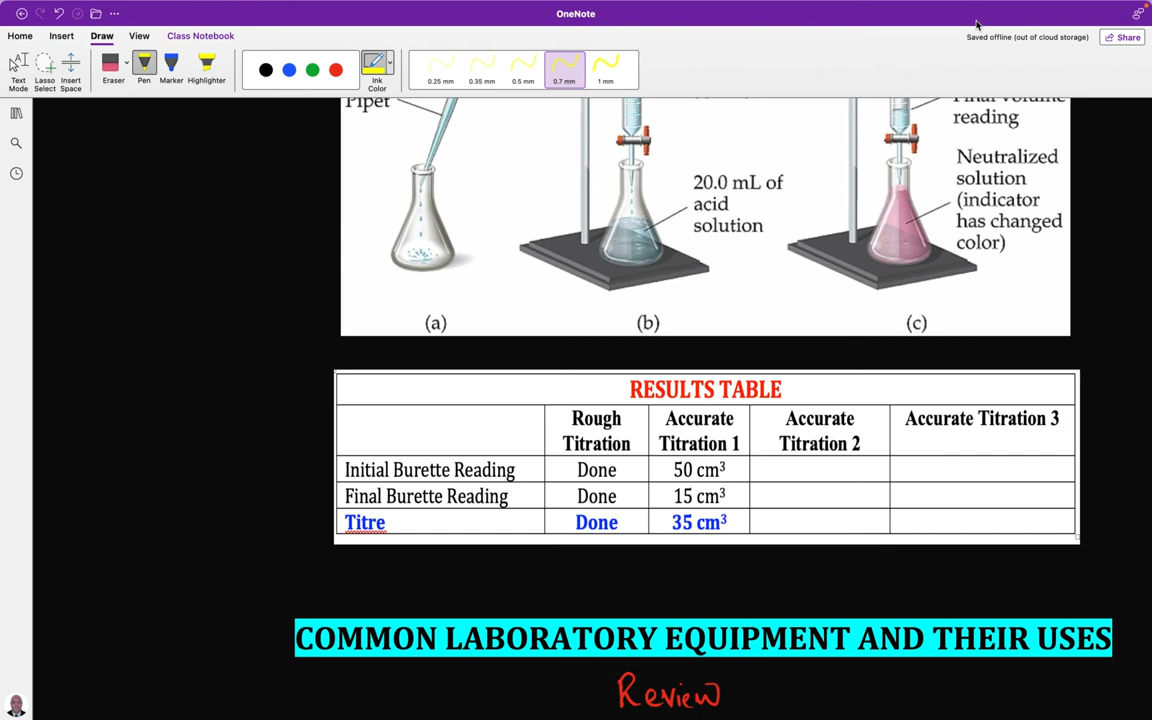 OneNote
Home Insert Draw View Class Notebook
Saved offline (out of cloud storage)
Share
Text Mode
Lasso Select
Insert Space
Eraser
Pen
Marker
Highlighter
Ink Color
0.25 mm
0.35 mm
0.5 mm
0.7 mm
1 mm
Pipet
20.0 mL of
acid
solution
Final volume
reading
Neutralized
solution
(indicator
has changed
color)
(a) (b) (c)
RESULTS TABLE
Rough Titration Accurate Titration 1 Accurate Titration 2 Accurate Titration 3
Initial Burette Reading Done 50 cm³
Final Burette Reading Done 15 cm³
Titre Done 35 cm³
COMMON LABORATORY EQUIPMENT AND THEIR USES
Review